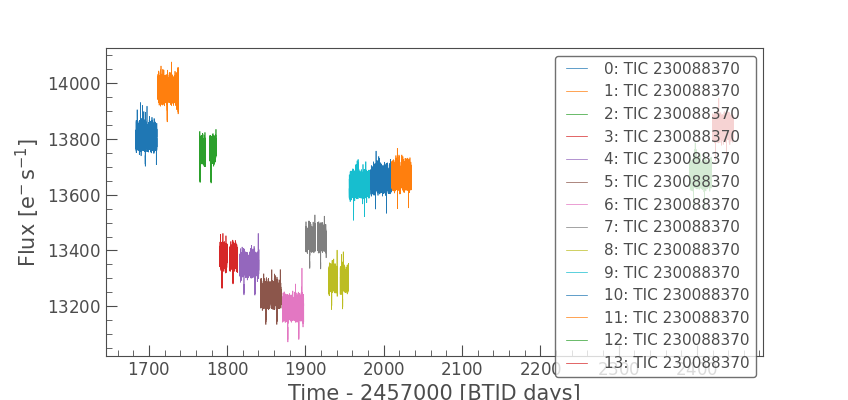 Flux [e⁻ s⁻¹]
14000
13800
13600
13400
13200
1700
1800
1900
2000
2100
2200
2300
2400
Time - 2457000 [BTJD days]
0: TIC 230088370
1: TIC 230088370
2: TIC 230088370
3: TIC 230088370
4: TIC 230088370
5: TIC 230088370
6: TIC 230088370
7: TIC 230088370
8: TIC 230088370
9: TIC 230088370
10: TIC 230088370
11: TIC 230088370
12: TIC 230088370
13: TIC 230088370